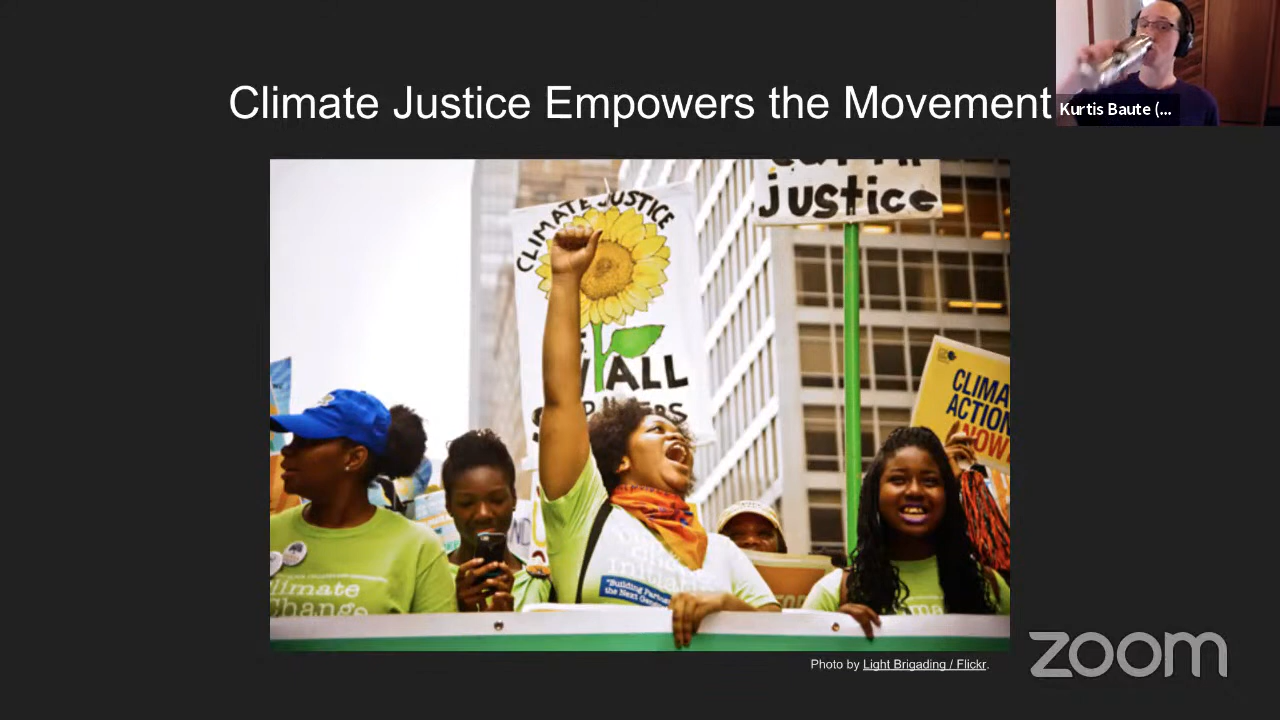 Climate Justice Empowers the Movement
Kurtis Baute (...
CLIMATE JUSTICE
ALL
justice
CLIMA
ACTION
NOW
limate
Change
Initiati
"Building
the Next
Photo by Light Brigading / Flickr.
zoom